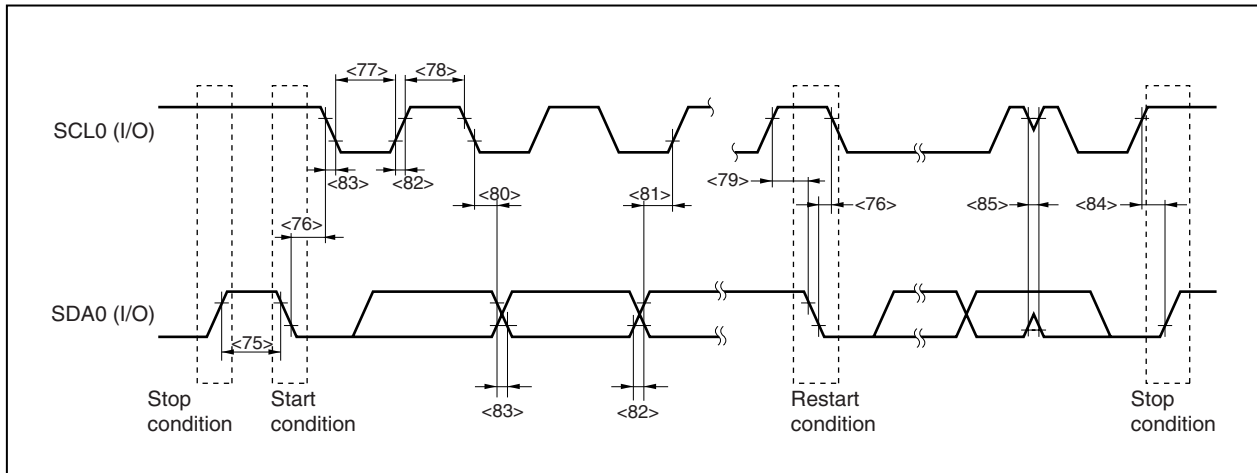 <77>
<78>
SCL0 (I/O)
<83>
<82>
<80>
<81>
<79>
<76>
<85>
<84>
<76>
SDA0 (I/O)
<75>
<83>
<82>
Stop
condition
Start
condition
Restart
condition
Stop
condition